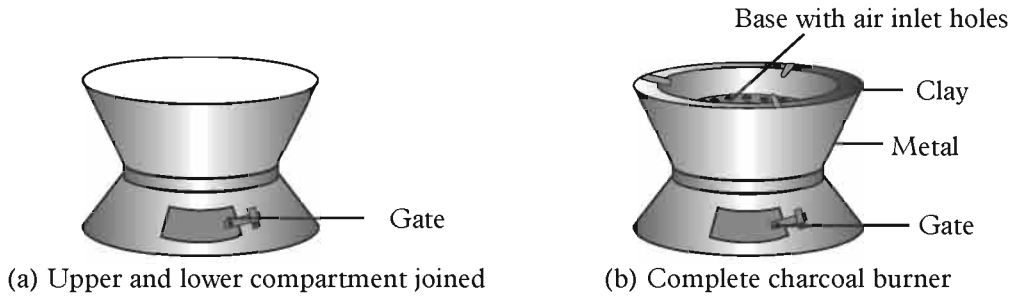 Base with air inlet holes
Clay
Metal
Gate
Gate
(a) Upper and lower compartment joined
(b) Complete charcoal burner